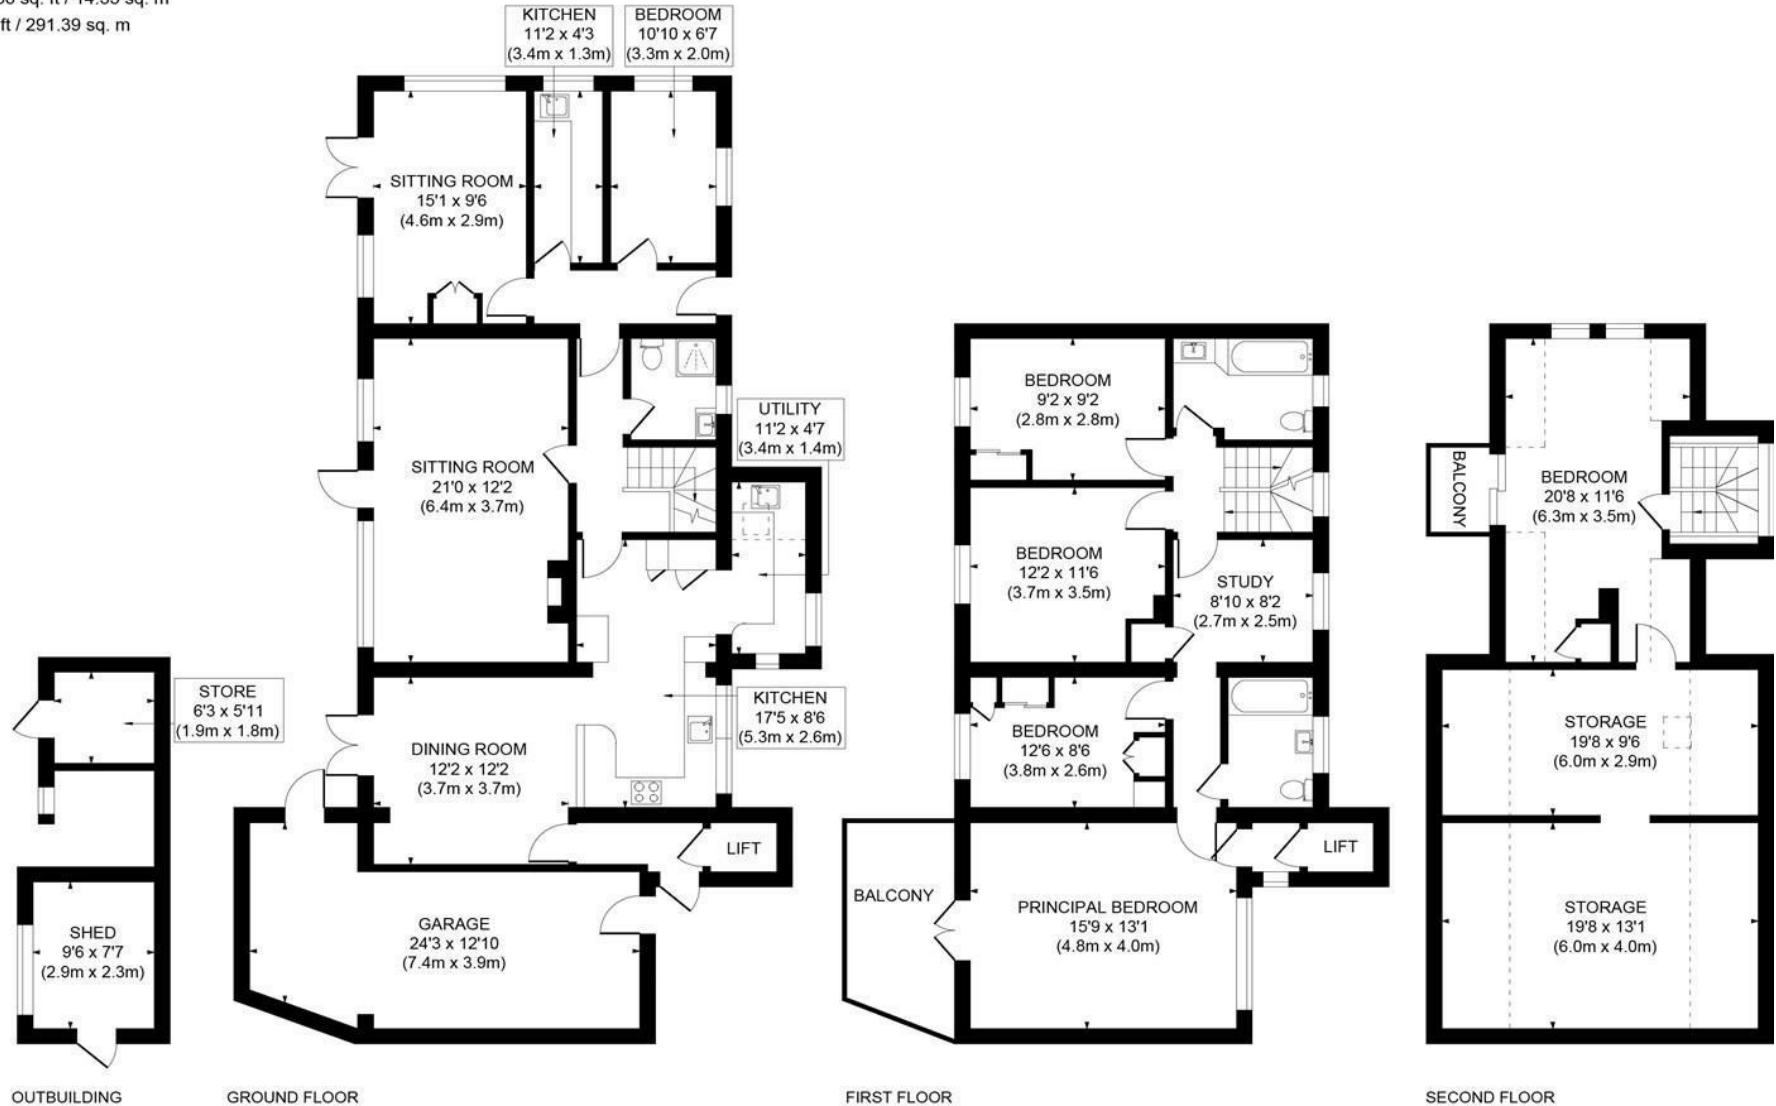 ft / 291.39 sq. m
KITCHEN
11'2 x 4'3
(3.4m x 1.3m)
BEDROOM
10'10 x 6'7
(3.3m x 2.0m)
SITTING ROOM
15'1 x 9'6
(4.6m x 2.9m)
UTILITY
11'2 x 4'7
(3.4m x 1.4m)
SITTING ROOM
21'0 x 12'2
(6.4m x 3.7m)
KITCHEN
17'5 x 8'6
(5.3m x 2.6m)
DINING ROOM
12'2 x 12'2
(3.7m x 3.7m)
LIFT
GARAGE
24'3 x 12'10
(7.4m x 3.9m)
STORE
6'3 x 5'11
(1.9m x 1.8m)
SHED
9'6 x 7'7
(2.9m x 2.3m)
BEDROOM
9'2 x 9'2
(2.8m x 2.8m)
BEDROOM
12'2 x 11'6
(3.7m x 3.5m)
STUDY
8'10 x 8'2
(2.7m x 2.5m)
BEDROOM
12'6 x 8'6
(3.8m x 2.6m)
LIFT
BALCONY
PRINCIPAL BEDROOM
15'9 x 13'1
(4.8m x 4.0m)
BALCONY
BEDROOM
20'8 x 11'6
(6.3m x 3.5m)
STORAGE
19'8 x 9'6
(6.0m x 2.9m)
STORAGE
19'8 x 13'1
(6.0m x 4.0m)
OUTBUILDING
GROUND FLOOR
FIRST FLOOR
SECOND FLOOR